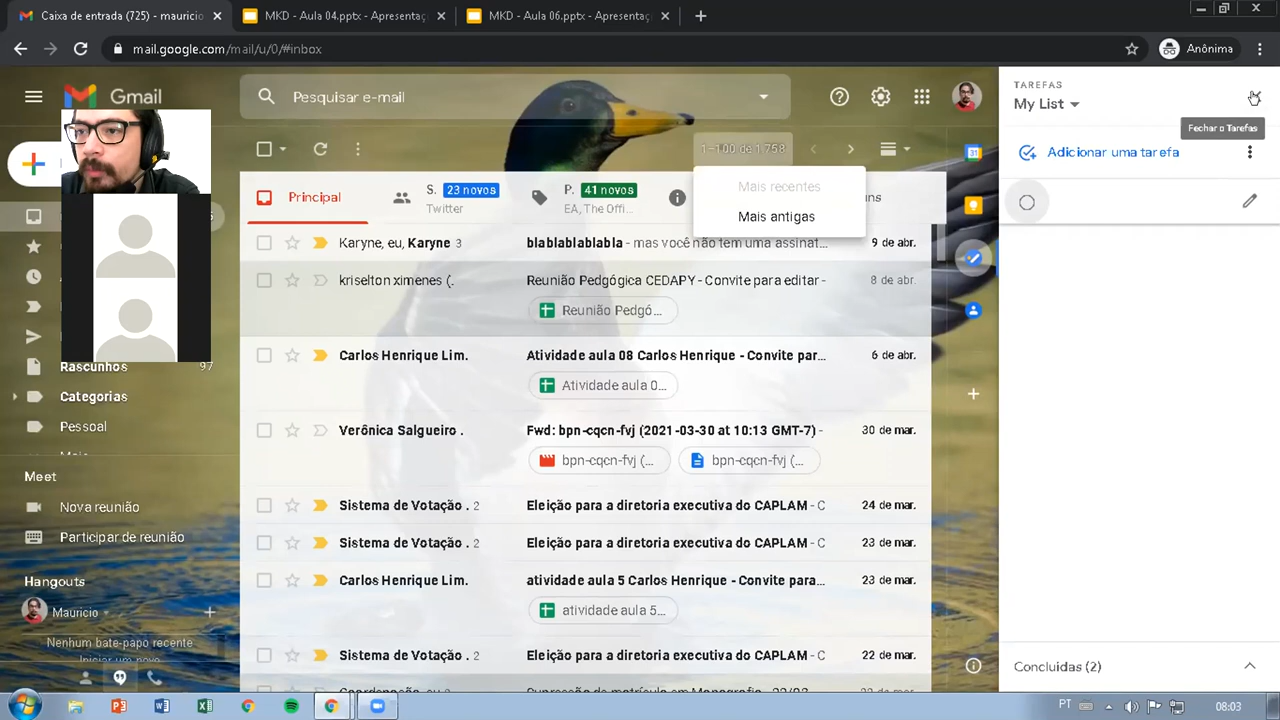 Caixa de entrada (725) - mauricio
MKD - Aula 04.pptx - Apresentaç
MKD - Aula 06.pptx - Apresentaç
mail.google.com/mail/u/0/#inbox
Anônima
Gmail
Pesquisar e-mail
TAREFAS
My List
Fechar o Tarefas
Adicionar uma tarefa
1–100 de 1.758
Mais recentes
Mais antigas
Principal
S. 23 novos
Twitter
P. 41 novos
EA, The Offi...
Karyne, eu, Karyne 3 blablablablabla - mas você não tem uma assinat... 9 de abr.
kriselton ximenes (. Reunião Pedgógica CEDAPY - Convite para editar - 8 de abr.
Reunião Pedgó...
Carlos Henrique Lim. Atividade aula 08 Carlos Henrique - Convite par... 6 de abr.
Atividade aula 0...
Verônica Salgueiro . Fwd: bpn-cqcn-fvj (2021-03-30 at 10:13 GMT-7) - 30 de mar.
bpn-cqcn-fvj (... bpn-cqcn-fvj (...
Sistema de Votação . 2 Eleição para a diretoria executiva do CAPLAM - C 24 de mar.
Sistema de Votação . 2 Eleição para a diretoria executiva do CAPLAM - C 23 de mar.
Carlos Henrique Lim. atividade aula 5 Carlos Henrique - Convite para... 23 de mar.
atividade aula 5...
Sistema de Votação . 2 Eleição para a diretoria executiva do CAPLAM - C 22 de mar.
Rascunhos 97
Categorias
Pessoal
Meet
Nova reunião
Participar de reunião
Hangouts
Mauricio
Nenhum bate-papo recente
Iniciar um novo
Concluídas (2)
PT
08:03